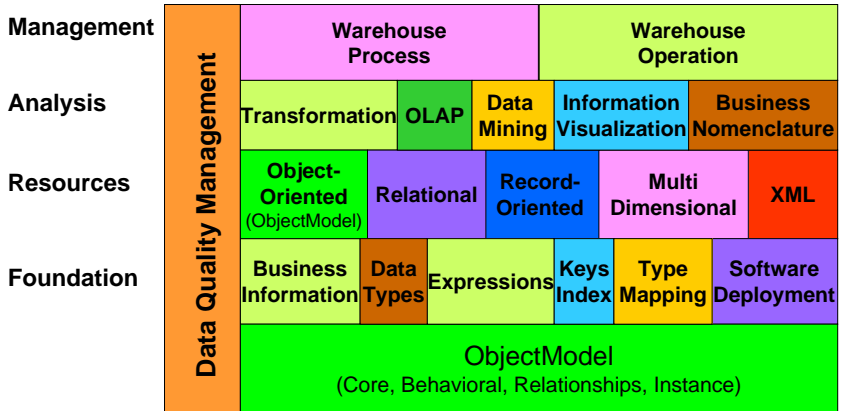 Management
Warehouse
Process
Warehouse
Operation
Analysis
Transformation
OLAP
Data
Mining
Information
Visualization
Business
Nomenclature
Resources
Object-
Oriented
(ObjectModel)
Relational
Record-
Oriented
Multi
Dimensional
XML
Foundation
Business
Information
Data
Types
Expressions
Keys
Index
Type
Mapping
Software
Deployment
ObjectModel
(Core, Behavioral, Relationships, Instance)
Data Quality Management